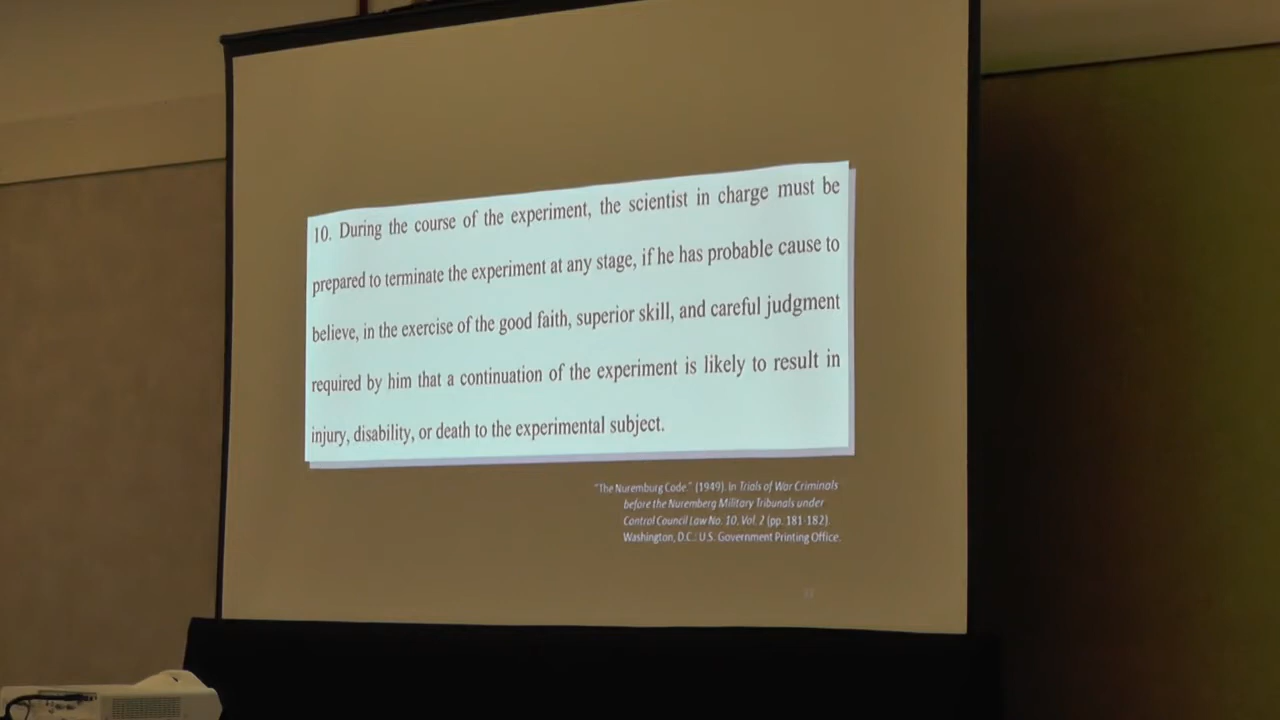 10. During the course of the experiment, the scientist in charge must be
prepared to terminate the experiment at any stage, if he has probable cause to
believe, in the exercise of the good faith, superior skill, and careful judgment
required by him that a continuation of the experiment is likely to result in
injury, disability, or death to the experimental subject.
"The Nuremburg Code." (1949). In Trials of War Criminals
before the Nuremberg Military Tribunals under
Control Council Law No. 10. Vol. 2 (pp. 181-182).
Washington, D.C.: U.S. Government Printing Office.